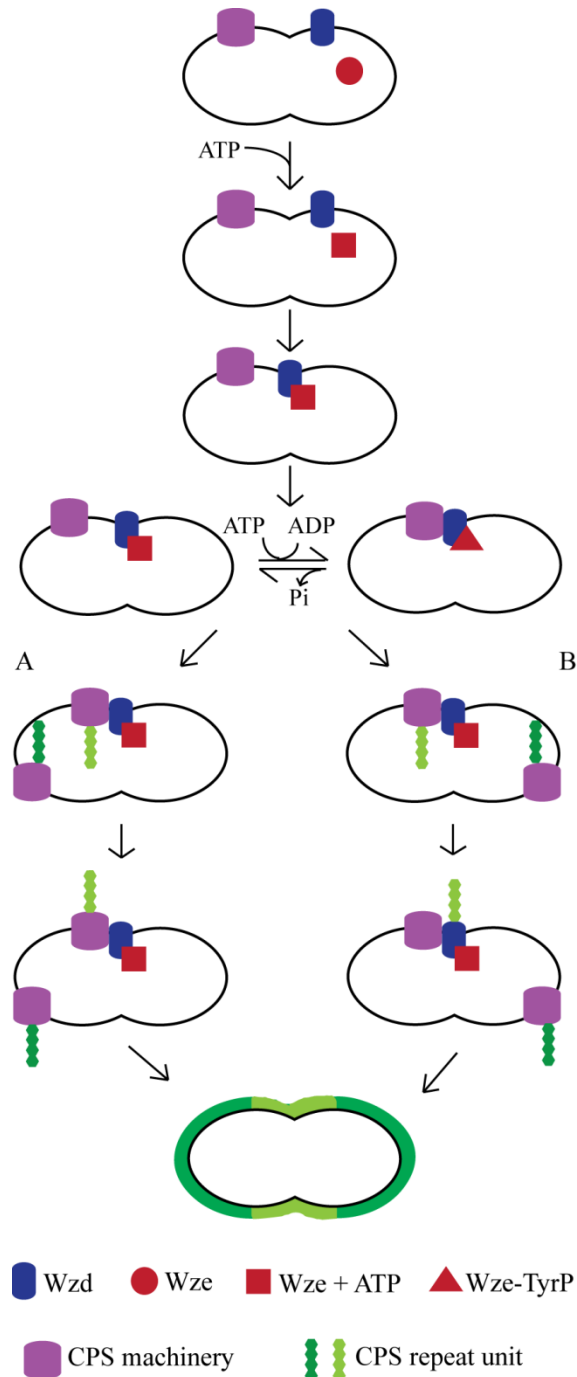 ATP
ATP ADP
Pi
A B
Wzd Wze Wze + ATP Wze-TyrP
CPS machinery CPS repeat unit